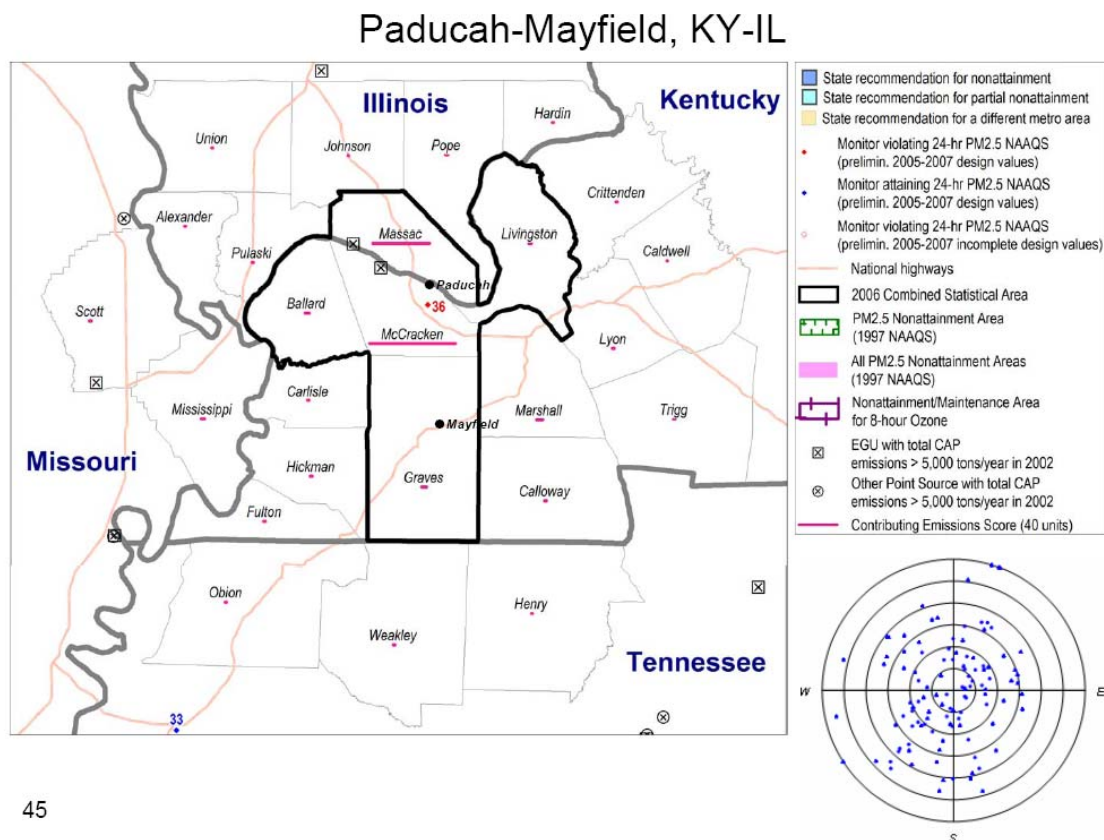 Paducah-Mayfield, KY-IL
Illinois
Kentucky
Hardin
Union
Johnson
Pope
Crittenden
Alexander
Massac
Livingston
Pulaski
Caldwell
Paducah
36
Scott
Ballard
McCracken
Lyon
Carlisle
Mississippi
Marshall
Trigg
Mayfield
Missouri
Hickman
Graves
Calloway
Fulton
Obion
Henry
Weakley
Tennessee
33
State recommendation for nonattainment
State recommendation for partial nonattainment
State recommendation for a different metro area
Monitor violating 24-hr PM2.5 NAAQS
(prelimin. 2005-2007 design values)
Monitor attaining 24-hr PM2.5 NAAQS
(prelimin. 2005-2007 design values)
Monitor violating 24-hr PM2.5 NAAQS
(prelimin. 2005-2007 incomplete design values)
National highways
2006 Combined Statistical Area
PM2.5 Nonattainment Area
(1997 NAAQS)
All PM2.5 Nonattainment Areas
(1997 NAAQS)
Nonattainment/Maintenance Area
for 8-hour Ozone
EGU with total CAP
emissions > 5,000 tons/year in 2002
Other Point Source with total CAP
emissions > 5,000 tons/year in 2002
Contributing Emissions Score (40 units)
W
E
S
45